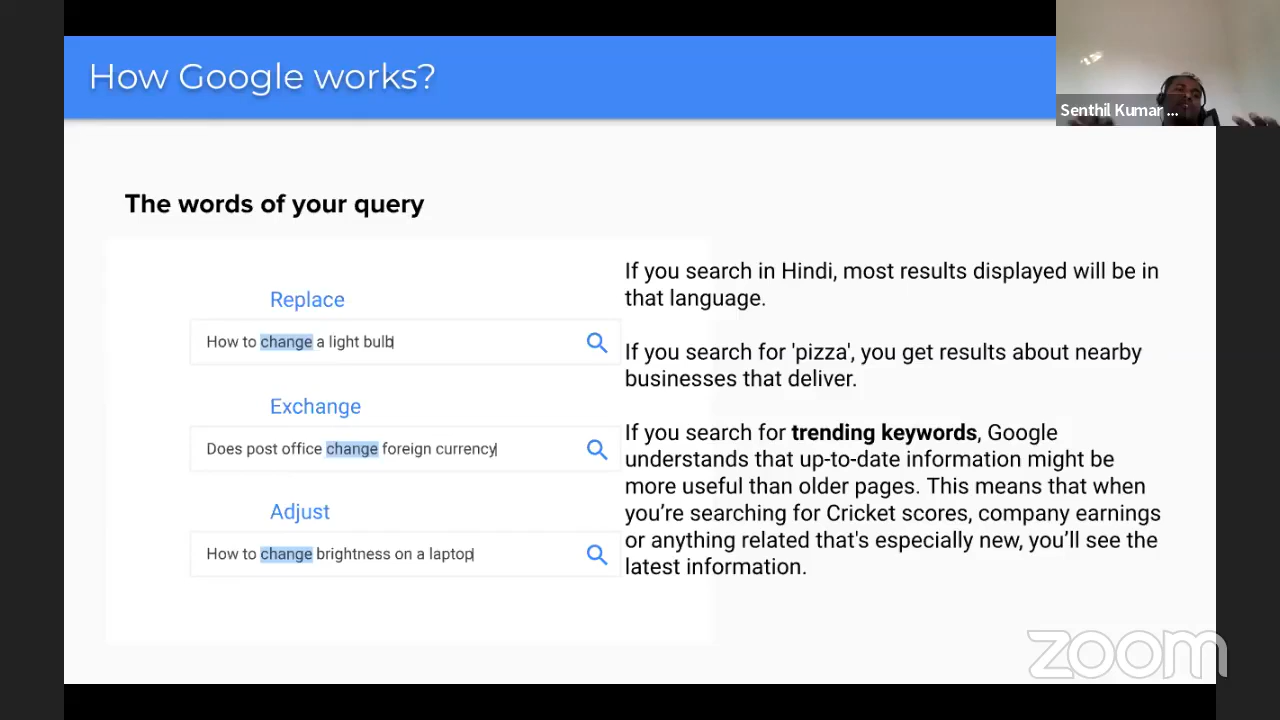 How Google works?
Senthil Kumar ...
The words of your query
Replace
How to change a light bulb
Exchange
Does post office change foreign currency
Adjust
How to change brightness on a laptop
If you search in Hindi, most results displayed will be in
that language.
If you search for 'pizza', you get results about nearby
businesses that deliver.
If you search for trending keywords, Google
understands that up-to-date information might be
more useful than older pages. This means that when
you’re searching for Cricket scores, company earnings
or anything related that's especially new, you’ll see the
latest information.
zoom